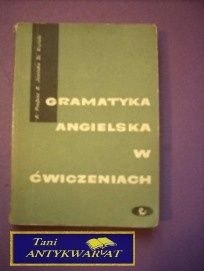 GRAMATYKA
ANGIELSKA
W
ĆWICZENIACH
Tani
ANTYKWARIAT